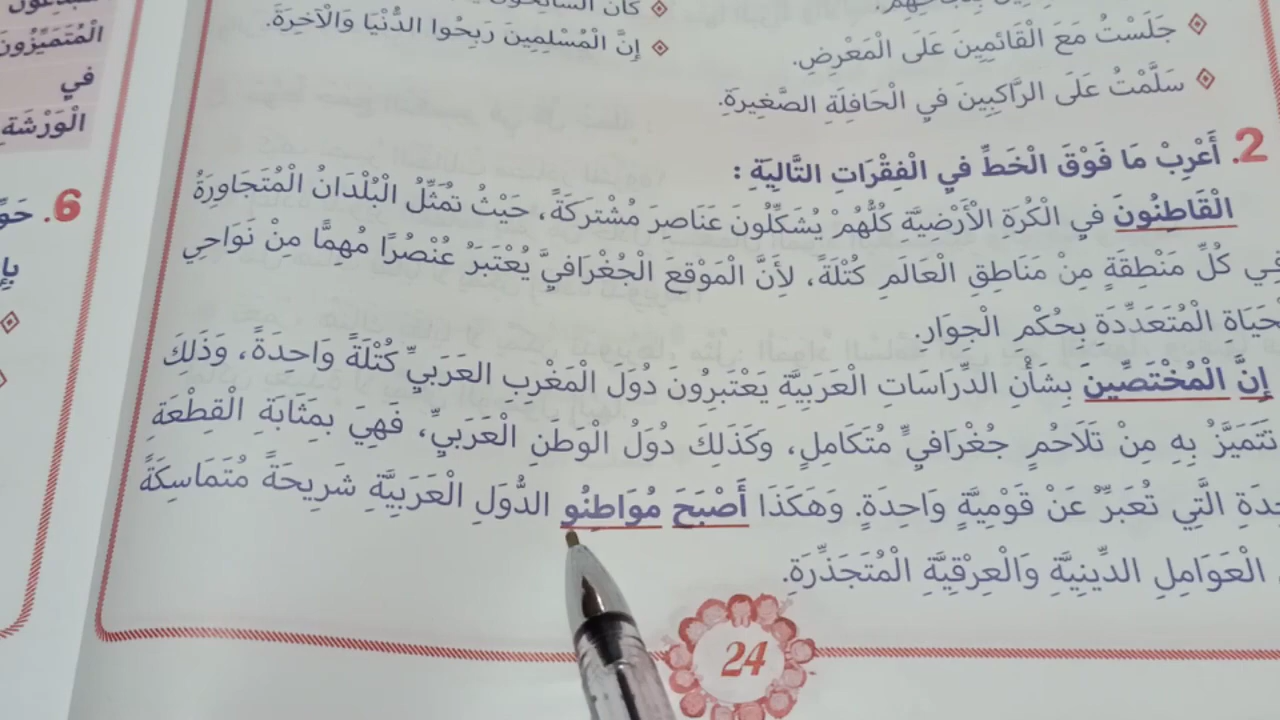 جَلَسْتُ مَعَ الْقَائِمِينَ عَلَى الْمَعْرِضِ.
سَلَّمْتُ عَلَى الرَّاكِبِينَ فِي الْحَافِلَةِ الصَّغِيرَةِ.
كَانَ
إِنَّ الْمُسْلِمِينَ رَبِحُوا الدُّنْيَا وَالْآخِرَةَ.
2. أَعْرِبْ مَا فَوْقَ الْخَطِّ فِي الْفِقْرَاتِ التَّالِيَةِ :
الْقَاطِنُونَ فِي الْكُرَةِ الْأَرْضِيَّةِ كُلُّهُمْ يُشَكِّلُونَ عَنَاصِرَ مُشْتَرَكَةً، حَيْثُ تُمَثِّلُ الْبُلْدَانُ الْمُتَجَاوِرَةُ
فِي كُلِّ مَنْطِقَةٍ مِنْ مَنَاطِقِ الْعَالَمِ كُتْلَةً، لِأَنَّ الْمَوْقِعَ الْجُغْرَافِيَّ يُعْتَبَرُ عُنْصُرًا مُهِمًّا مِنْ نَوَاحِي
حَيَاةِ الْمُتَعَدِّدَةِ بِحُكْمِ الْجِوَارِ.
إِنَّ الْمُخْتَصِّينَ بِشَأْنِ الدِّرَاسَاتِ الْعَرَبِيَّةِ يَعْتَبِرُونَ دُوَلَ الْمَغْرِبِ العَرَبِيِّ كُتْلَةً وَاحِدَةً، وَذَلِكَ
تَتَمَيَّزُ بِهِ مِنْ تَلَاحُمٍ جُغْرَافِيٍّ مُتَكَامِلٍ، وَكَذَلِكَ دُوَلُ الْوَطَنِ الْعَرَبِيِّ، فَهِيَ بِمَثَابَةِ الْقِطْعَةِ
حِدَةِ الَّتِي تُعَبِّرُ عَنْ قَوْمِيَّةٍ وَاحِدَةٍ. وَهَكَذَا أَصْبَحَ مُوَاطِنُو الدُّوَلِ الْعَرَبِيَّةِ شَرِيحَةً مُتَمَاسِكَةً
الْعَوَامِلِ الدِّينِيَّةِ وَالْعِرْقِيَّةِ الْمُتَجَذِّرَةِ.
24
الْمُتَمَيِّزُونَ
فِي
الْوَرْشَةِ
6.